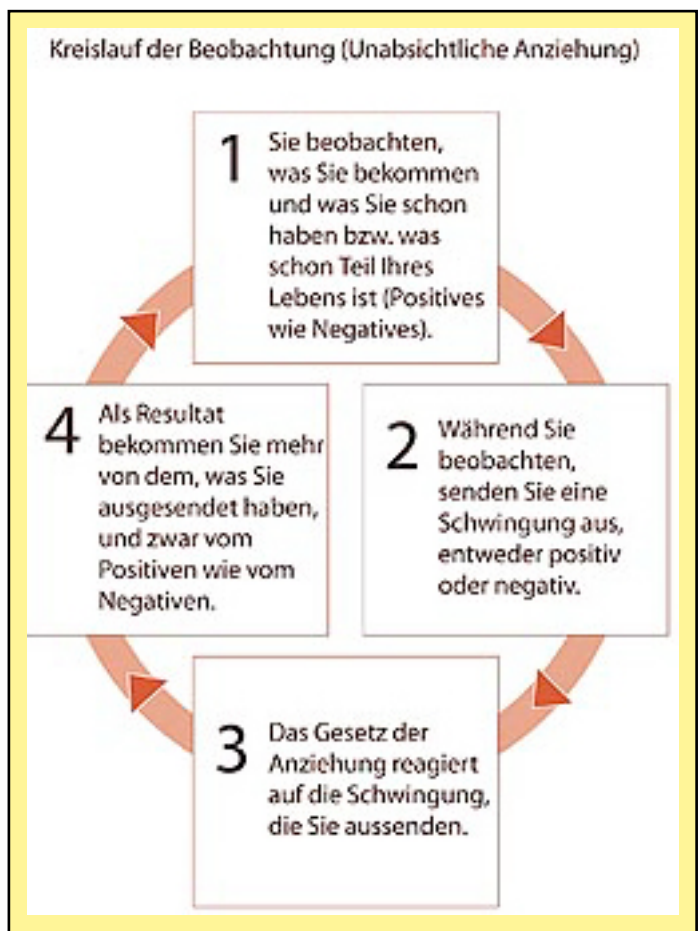 Kreislauf der Beobachtung (Unabsichtliche Anziehung)
1
Sie beobachten,
was Sie bekommen
und was Sie schon
haben bzw. was
schon Teil Ihres
Lebens ist (Positives
wie Negatives).
2
Während Sie
beobachten,
senden Sie eine
Schwingung aus,
entweder positiv
oder negativ.
3
Das Gesetz der
Anziehung reagiert
auf die Schwingung,
die Sie aussenden.
4
Als Resultat
bekommen Sie mehr
von dem, was Sie
ausgesendet haben,
und zwar vom
Positiven wie vom
Negativen.